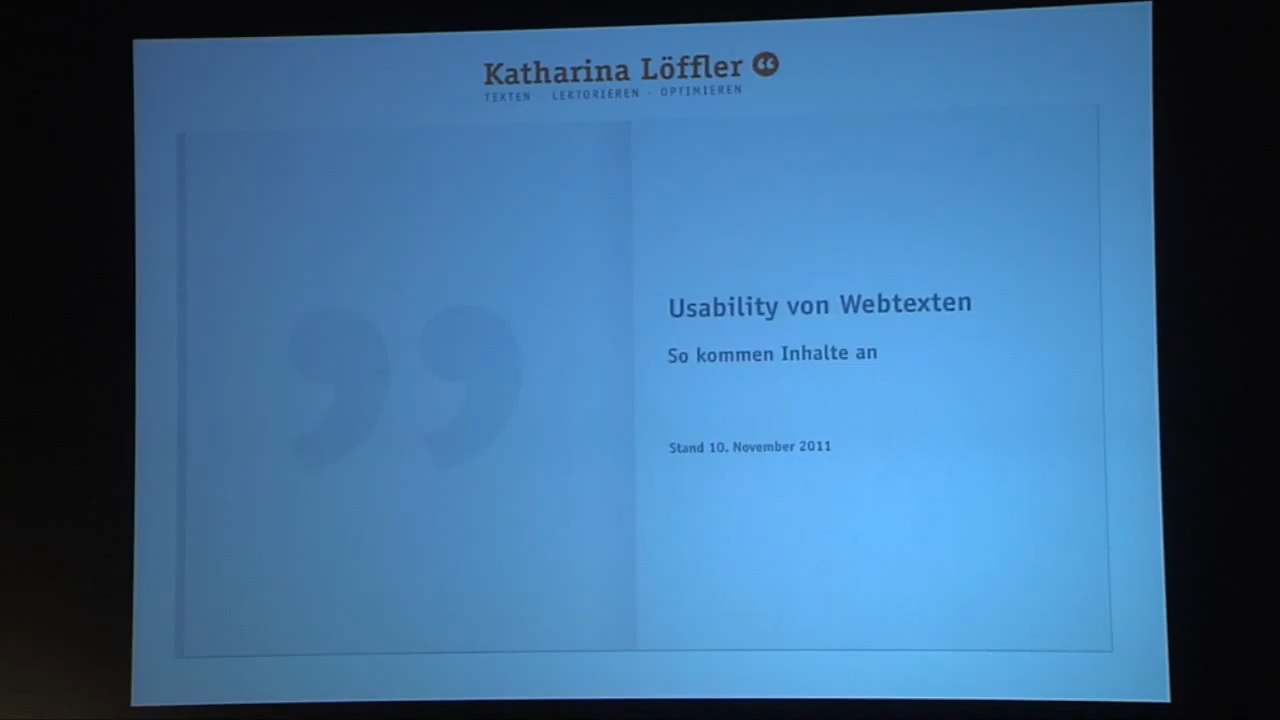 Katharina Löffler
TEXTEN - LEKTORIEREN - OPTIMIEREN
Usability von Webtexten
So kommen Inhalte an
Stand 10. November 2011